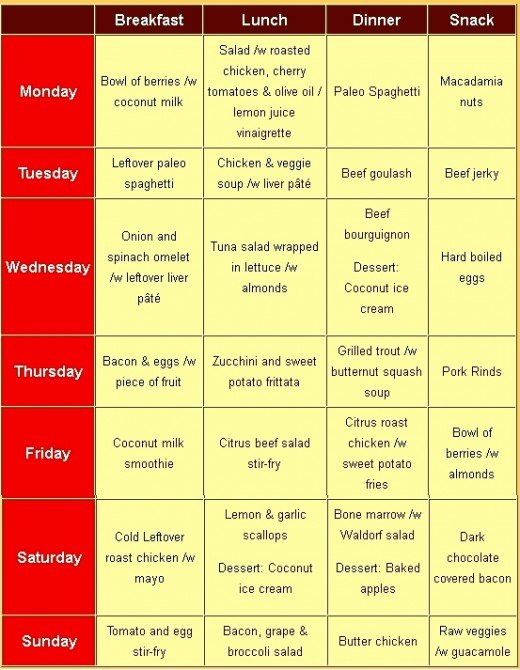 Breakfast Lunch Dinner Snack
Monday
Bowl of berries /w
coconut milk
Salad /w roasted
chicken, cherry
tomatoes & olive oil /
lemon juice
vinaigrette
Paleo Spaghetti
Macadamia
nuts
Tuesday
Leftover paleo
spaghetti
Chicken & veggie
soup /w liver pâté
Beef goulash
Beef jerky
Wednesday
Onion and
spinach omelet
/w leftover liver
pâté
Tuna salad wrapped
in lettuce /w
almonds
Beef
bourguignon
Dessert:
Coconut ice
cream
Hard boiled
eggs
Thursday
Bacon & eggs /w
piece of fruit
Zucchini and sweet
potato frittata
Grilled trout /w
butternut squash
soup
Pork Rinds
Friday
Coconut milk
smoothie
Citrus beef salad
stir-fry
Citrus roast
chicken /w
sweet potato
fries
Bowl of
berries /w
almonds
Saturday
Cold Leftover
roast chicken /w
mayo
Lemon & garlic
scallops
Dessert: Coconut
ice cream
Bone marrow /w
Waldorf salad
Dessert: Baked
apples
Dark
chocolate
covered bacon
Sunday
Tomato and egg
stir-fry
Bacon, grape &
broccoli salad
Butter chicken
Raw veggies
/w guacamole